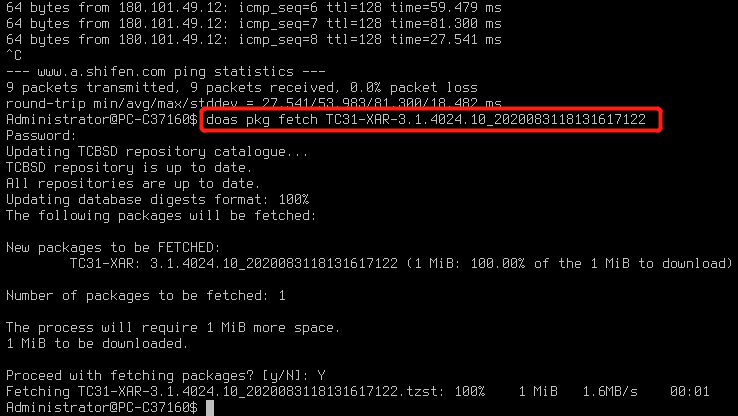 64 bytes from 180.101.49.12: icmp_seq=6 ttl=128 time=59.479 ms
64 bytes from 180.101.49.12: icmp_seq=7 ttl=128 time=81.300 ms
64 bytes from 180.101.49.12: icmp_seq=8 ttl=128 time=27.541 ms
^C
--- www.a.shifen.com ping statistics ---
9 packets transmitted, 9 packets received, 0.0% packet loss
round-trip min/avg/max/stddev = 27.541/53.983/81.300/18.482 ms
Administrator@PC-C37160$ doas pkg fetch TC31-XAR-3.1.4024.10_2020083118131617122
Password:
Updating TCBSD repository catalogue...
TCBSD repository is up to date.
All repositories are up to date.
Updating database digests format: 100%
The following packages will be fetched:
New packages to be FETCHED:
TC31-XAR: 3.1.4024.10_2020083118131617122 (1 MiB: 100.00% of the 1 MiB to download)
Number of packages to be fetched: 1
The process will require 1 MiB more space.
1 MiB to be downloaded.
Proceed with fetching packages? [y/N]: Y
Fetching TC31-XAR-3.1.4024.10_2020083118131617122.tzst: 100% 1 MiB 1.6MB/s 00:01
Administrator@PC-C37160$